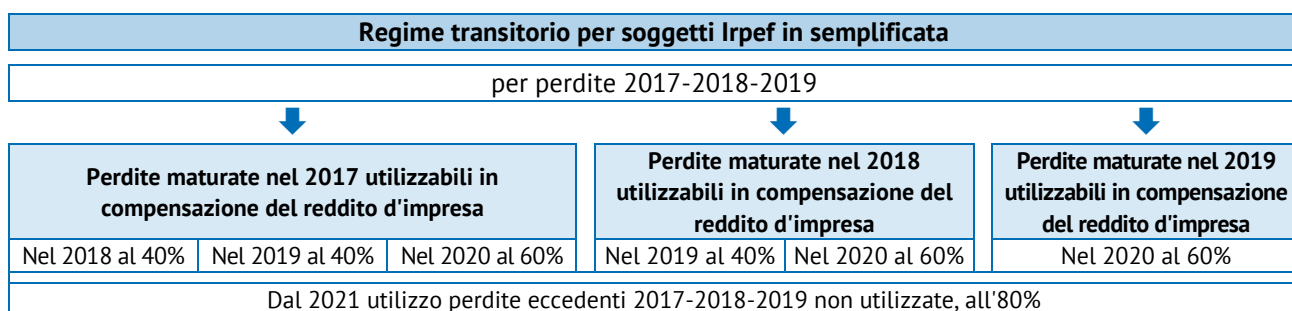 Regime transitorio per soggetti Irpef in semplificata
per perdite 2017-2018-2019
Perdite maturate nel 2017 utilizzabili in
compensazione del reddito d'impresa
Nel 2018 al 40%
Nel 2019 al 40%
Nel 2020 al 60%
Perdite maturate nel 2018
utilizzabili in compensazione del
reddito d'impresa
Nel 2019 al 40%
Nel 2020 al 60%
Perdite maturate nel 2019
utilizzabili in compensazione
del reddito d'impresa
Nel 2020 al 60%
Dal 2021 utilizzo perdite eccedenti 2017-2018-2019 non utilizzate, all'80%